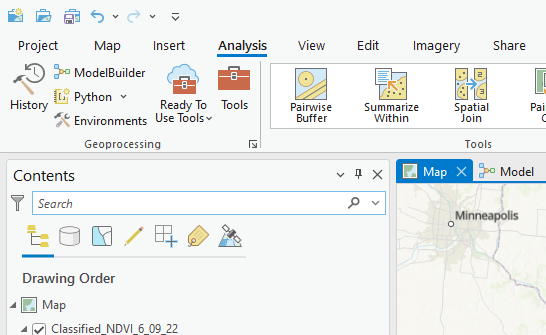 Project Map Insert Analysis View Edit Imagery Share
History
ModelBuilder
Python
Environments
Ready To
Use Tools
Tools
Geoprocessing
Pairwise
Buffer
Summarize
Within
Spatial
Join
Tools
Contents
Search
Drawing Order
Map
Classified_NDVI_6_09_22
Map
Model
Minneapolis